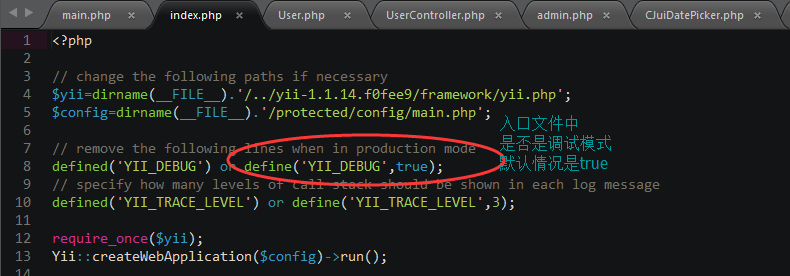 main.php × index.php × User.php × UserController.php × admin.php × CJuiDatePicker.php ×
1 <?php
2
3 // change the following paths if necessary
4 $yii=dirname(__FILE__).'/../yii-1.1.14.f0fee9/framework/yii.php';
5 $config=dirname(__FILE__).'/protected/config/main.php';
6
7 // remove the following lines when in production mode
8 defined('YII_DEBUG') or define('YII_DEBUG',true);
9 // specify how many levels of call stack should be shown in each log message
10 defined('YII_TRACE_LEVEL') or define('YII_TRACE_LEVEL',3);
11
12 require_once($yii);
13 Yii::createWebApplication($config)->run();
14
入口文件中
是否是调试模式
默认情况是true